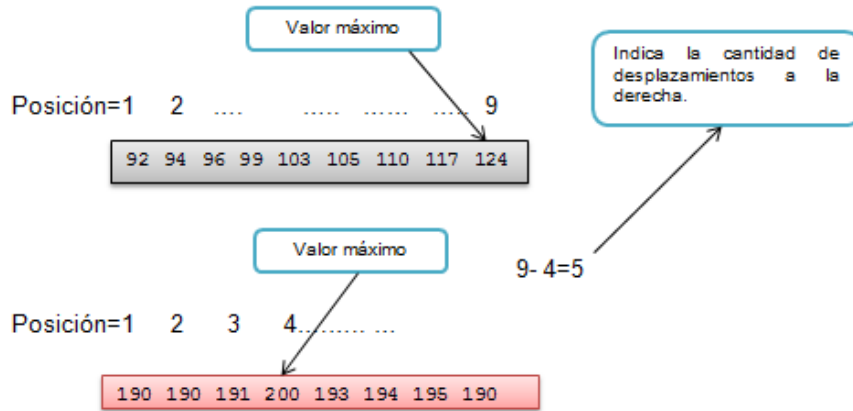 Valor máximo
Indica la cantidad de
desplazamientos a la
derecha.
Posición=1 2 .... ..... ...... ...... 9
92 94 96 99 103 105 110 117 124
Valor máximo
9- 4=5
Posición=1 2 3 4......... ...
190 190 191 200 193 194 195 190